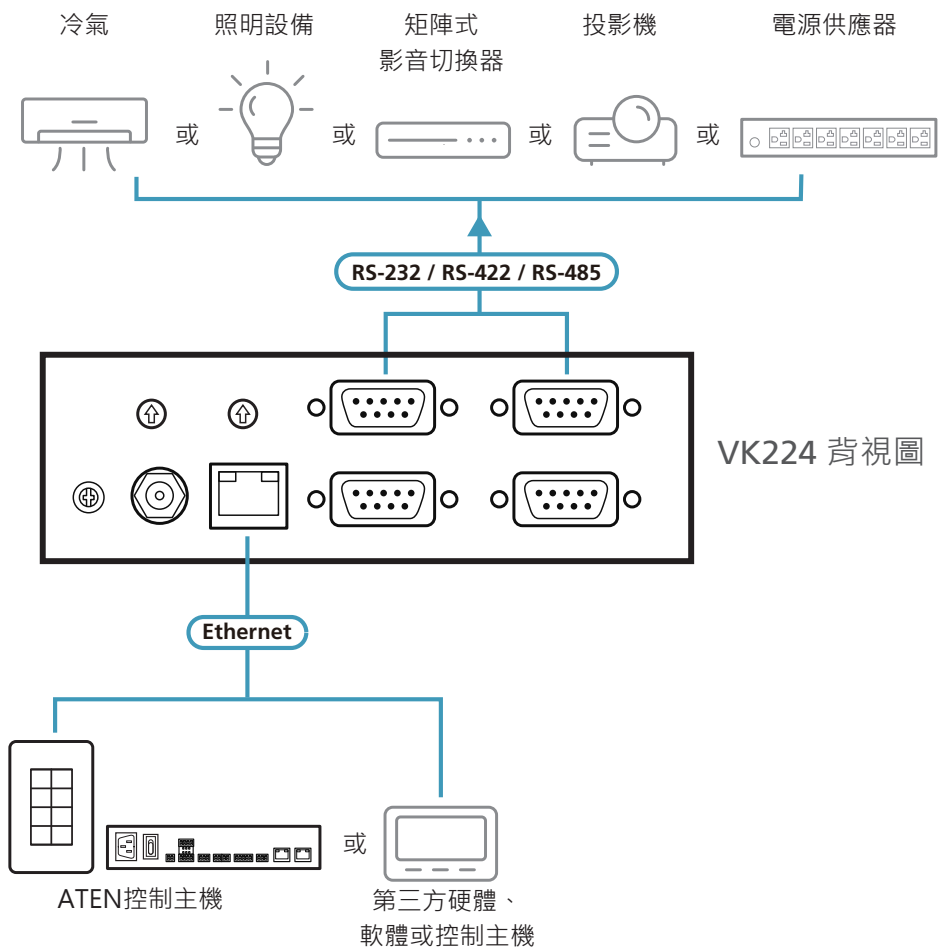 冷氣
照明設備
矩陣式
影音切換器
投影機
電源供應器
或
或
或
或
RS-232 / RS-422 / RS-485
VK224 背視圖
Ethernet
或
ATEN控制主機
第三方硬體、
軟體或控制主機